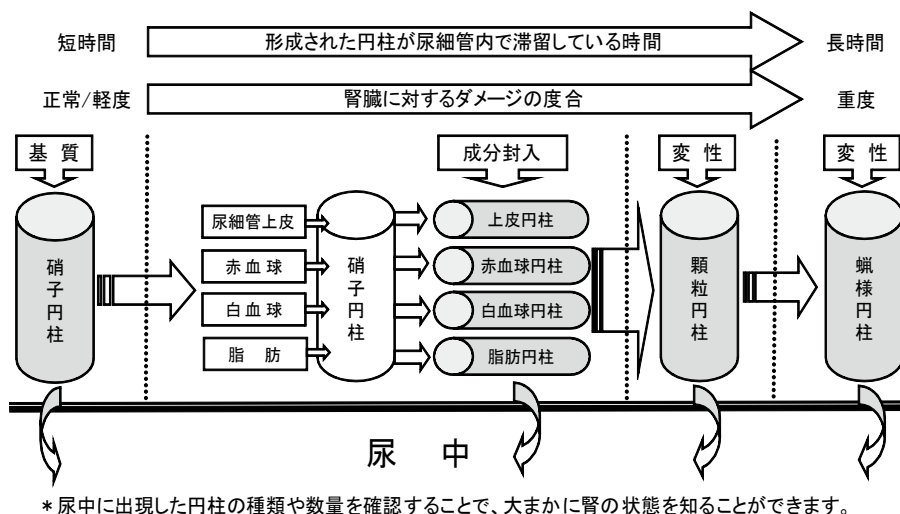 短時間
形成された円柱が尿細管内で滞留している時間
長時間
正常/軽度
腎臓に対するダメージの度合
重度
基 質
成分封入
変 性
変 性
硝子円柱
尿細管上皮
赤血球
白血球
脂 肪
硝子円柱
上皮円柱
赤血球円柱
白血球円柱
脂肪円柱
顆粒円柱
蝋様円柱
尿 中
*尿中に出現した円柱の種類や数量を確認することで、大まかに腎の状態を知ることができます。